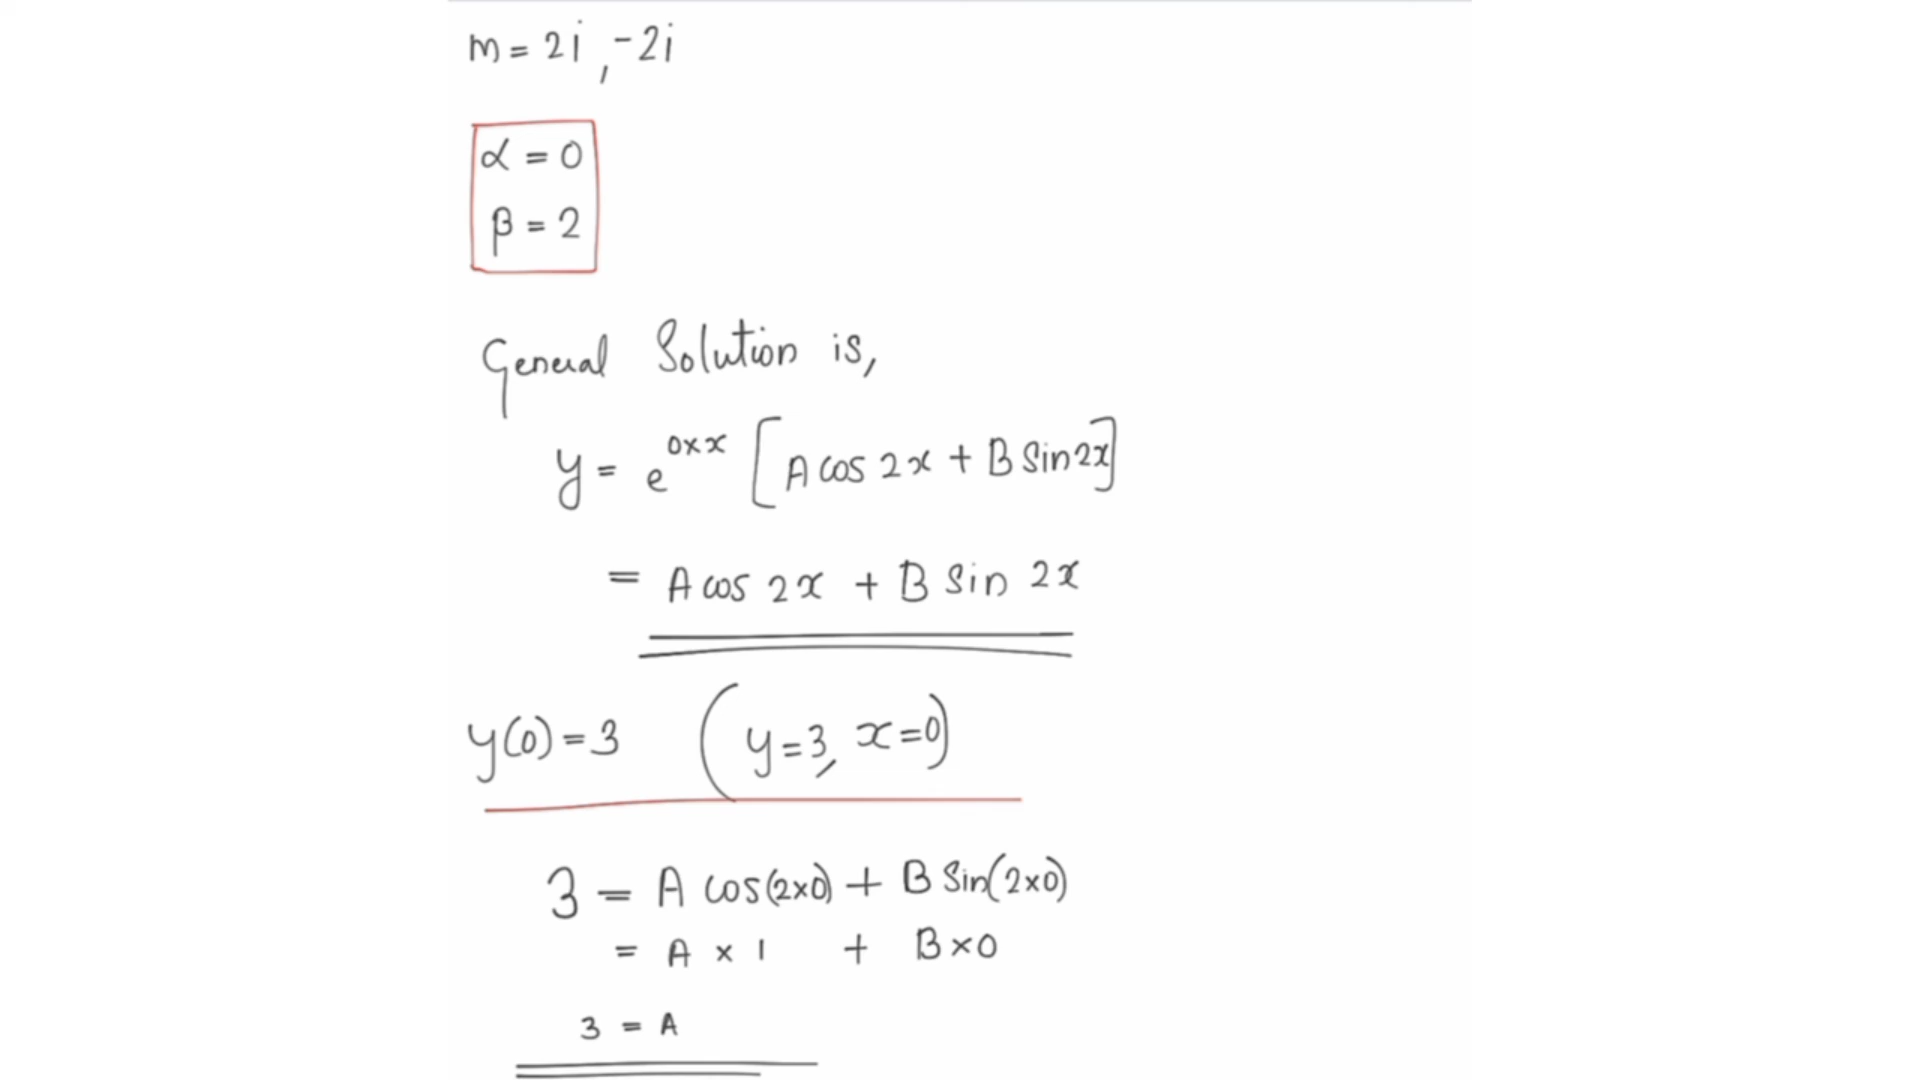 m = 2i, -2i
α = 0
β = 2
General Solution is,
y = e^{0×x} [A cos 2x + B Sin 2x]
= A cos 2x + B Sin 2x
y(0) = 3 (y = 3, x = 0)
3 = A cos(2×0) + B Sin(2×0)
= A × 1 + B × 0
3 = A